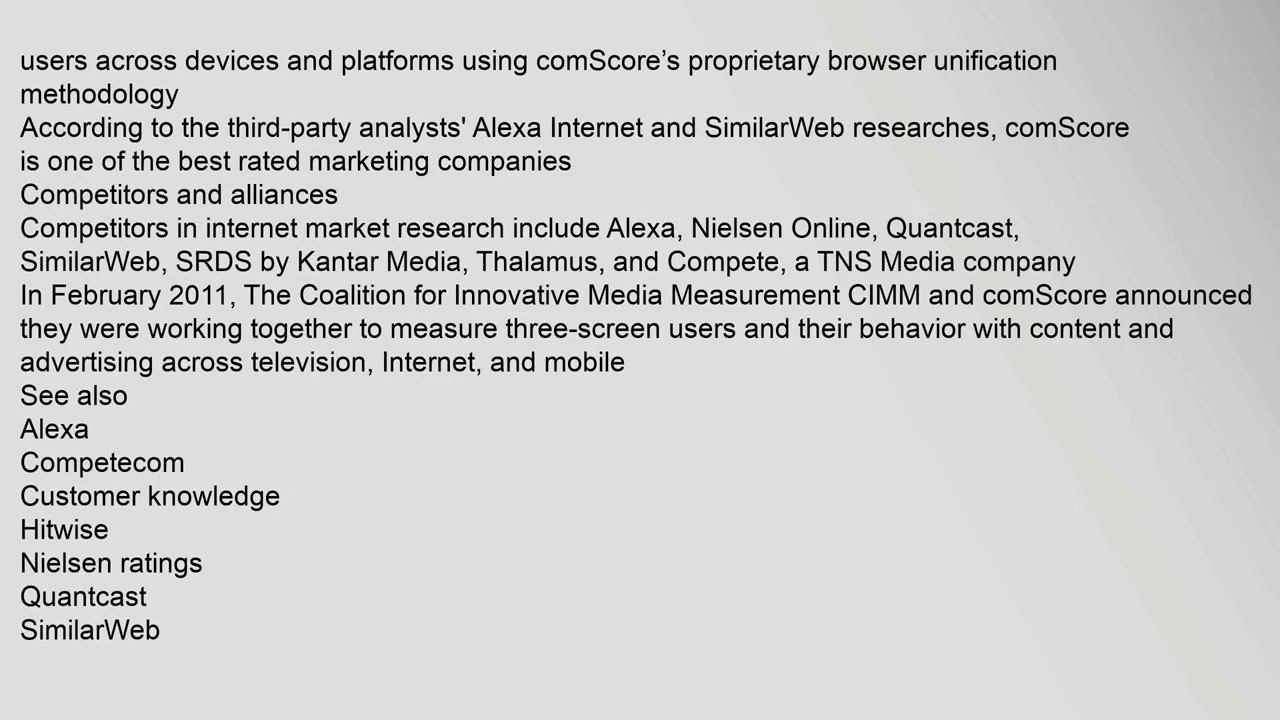 users across devices and platforms using comScore’s proprietary browser unification
methodology
According to the third-party analysts' Alexa Internet and SimilarWeb researches, comScore
is one of the best rated marketing companies
Competitors and alliances
Competitors in internet market research include Alexa, Nielsen Online, Quantcast,
SimilarWeb, SRDS by Kantar Media, Thalamus, and Compete, a TNS Media company
In February 2011, The Coalition for Innovative Media Measurement CIMM and comScore announced
they were working together to measure three-screen users and their behavior with content and
advertising across television, Internet, and mobile
See also
Alexa
Competecom
Customer knowledge
Hitwise
Nielsen ratings
Quantcast
SimilarWeb